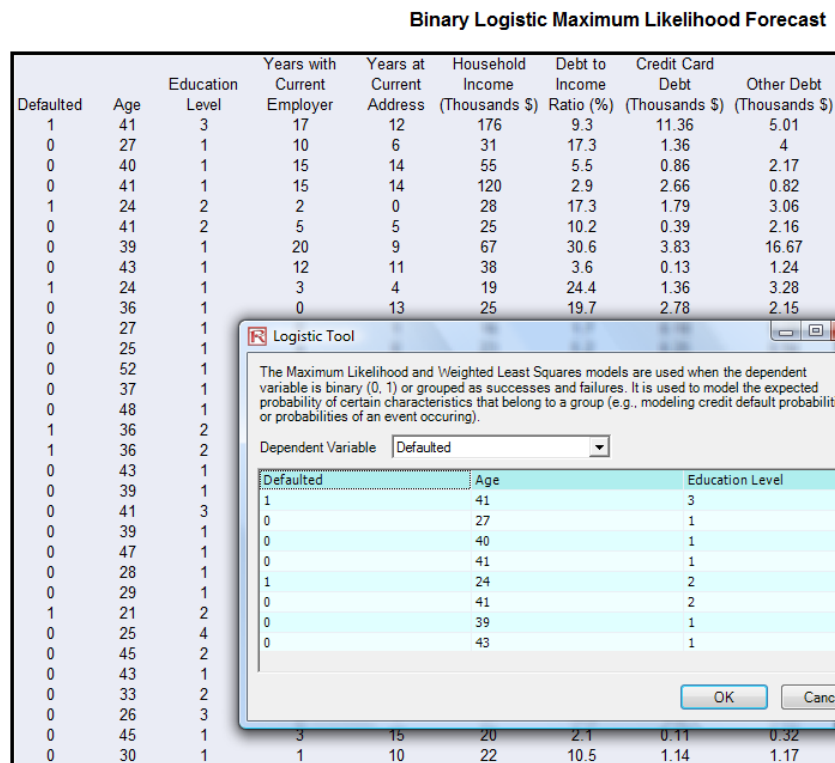 Binary Logistic Maximum Likelihood Forecast
Years with Years at Household Debt to Credit Card
Education Current Current Income Income Debt Other Debt
Defaulted Age Level Employer Address (Thousands $) Ratio (%) (Thousands $) (Thousands $)
1 41 3 17 12 176 9.3 11.36 5.01
0 27 1 10 6 31 17.3 1.36 4
0 40 1 15 14 55 5.5 0.86 2.17
0 41 1 15 14 120 2.9 2.66 0.82
1 24 2 2 0 28 17.3 1.79 3.06
0 41 2 5 5 25 10.2 0.39 2.16
0 39 1 20 9 67 30.6 3.83 16.67
0 43 1 12 11 38 3.6 0.13 1.24
1 24 1 3 4 19 24.4 1.36 3.28
0 36 1 0 13 25 19.7 2.78 2.15
0 27 1
0 25 1
0 52 1
0 37 1
0 48 1
1 36 2
1 36 2
0 43 1
0 39 1
0 41 3
0 39 1
0 47 1
0 28 1
0 29 1
1 21 2
0 25 4
0 45 2
0 43 1
0 33 2
0 26 3
0 45 1 3 15 20 2.1 0.11 0.32
0 30 1 1 10 22 10.5 1.14 1.17
Logistic Tool
The Maximum Likelihood and Weighted Least Squares models are used when the dependent
variable is binary (0, 1) or grouped as successes and failures. It is used to model the expected
probability of certain characteristics that belong to a group (e.g., modeling credit default probabiliti
or probabilities of an event occuring).
Dependent Variable Defaulted
Defaulted Age Education Level
1 41 3
0 27 1
0 40 1
0 41 1
1 24 2
0 41 2
0 39 1
0 43 1
OK Canc